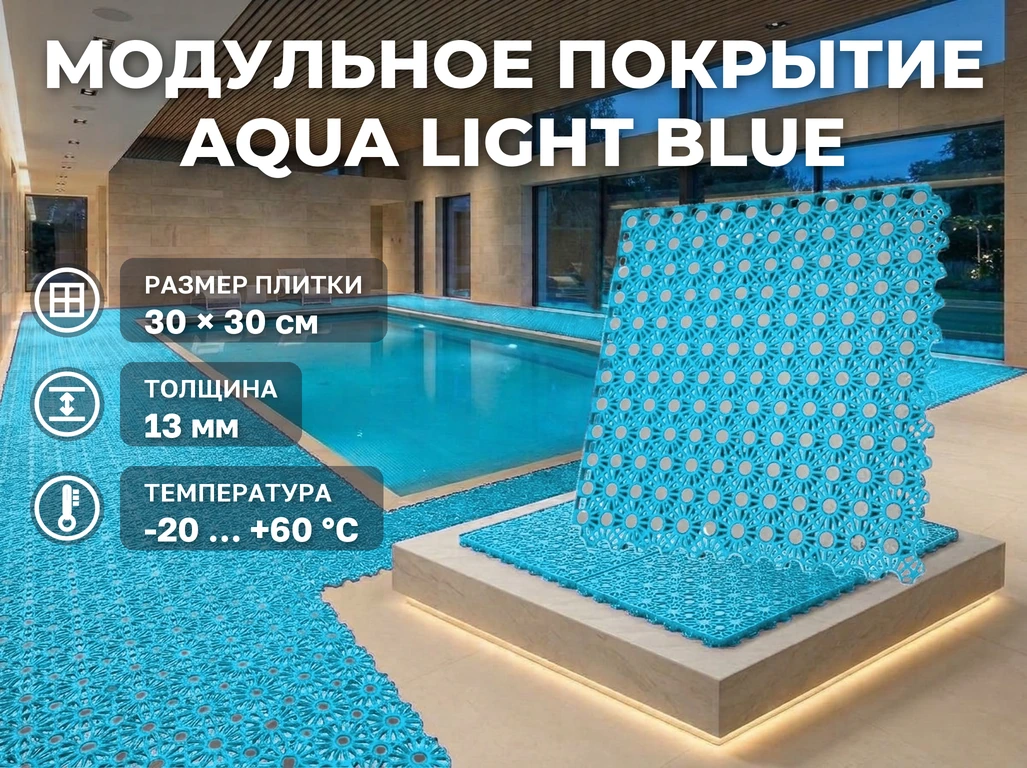 МОДУЛЬНОЕ ПОКРЫТИЕ
AQUA LIGHT BLUE
РАЗМЕР ПЛИТКИ
30 × 30 см
ТОЛЩИНА
13 мм
ТЕМПЕРАТУРА
-20 ... +60 °C